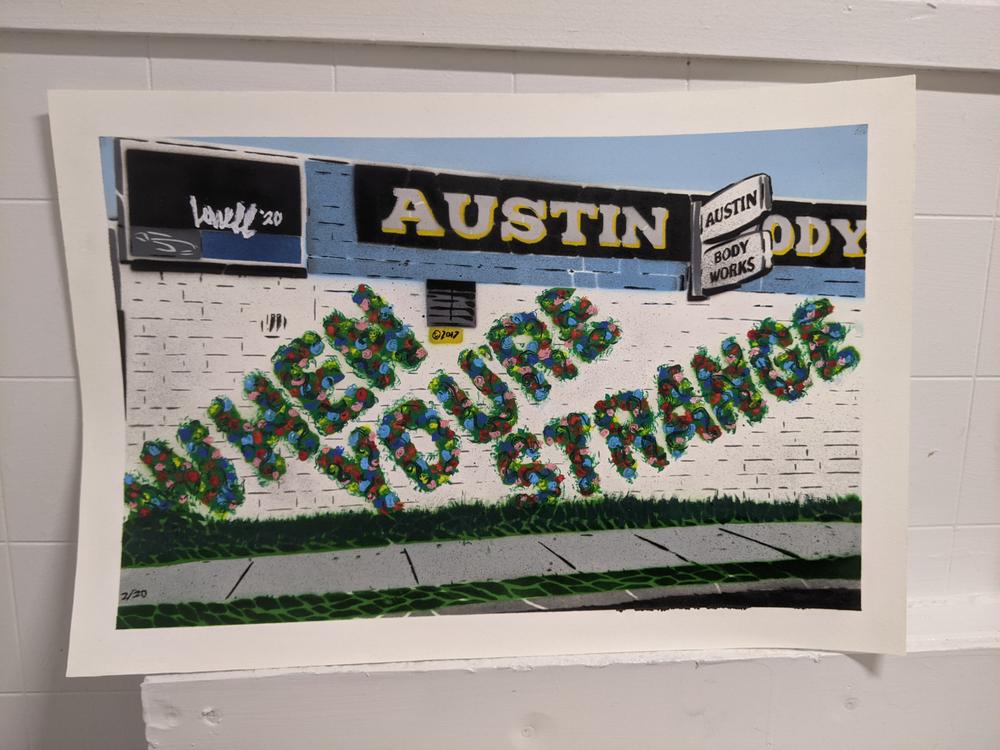 Lovell '20
AUSTIN
AUSTIN
BODY
WORKS
ODY
©2017
WHEN
YOU'RE
STRANGE
2/20